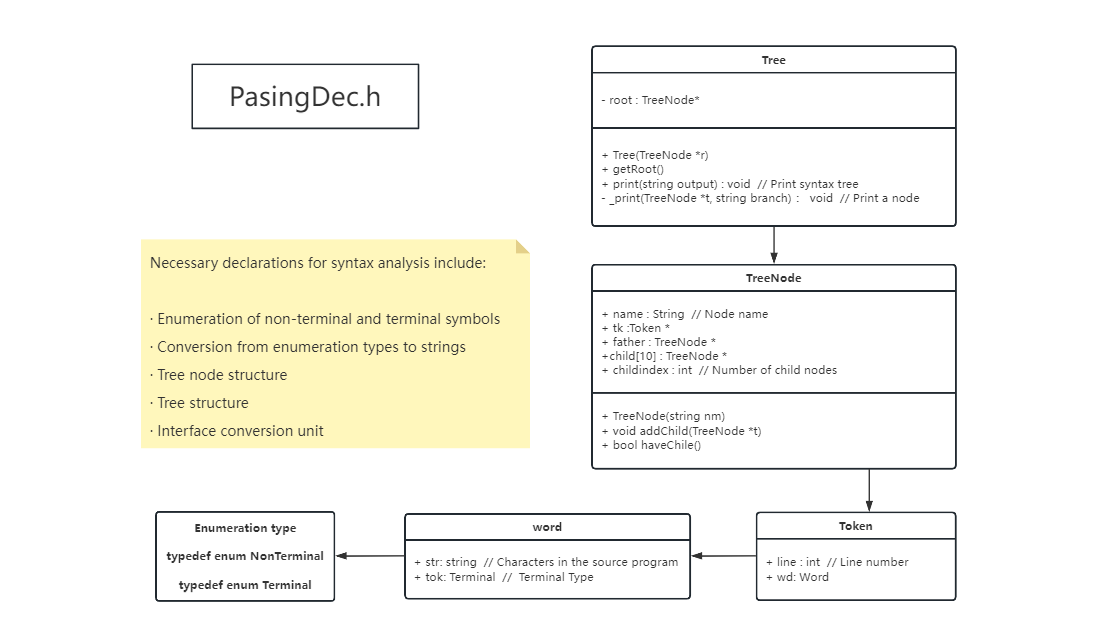 PasingDec.h
Necessary declarations for syntax analysis include:
· Enumeration of non-terminal and terminal symbols
· Conversion from enumeration types to strings
· Tree node structure
· Tree structure
· Interface conversion unit
Tree
- root : TreeNode*
+ Tree(TreeNode *r)
+ getRoot()
+ print(string output) : void  // Print syntax tree
- _print(TreeNode *t, string branch) :   void  // Print a node
TreeNode
+ name : String  // Node name
+ tk :Token *
+ father : TreeNode *
+child[10] : TreeNode *
+ childindex : int  // Number of child nodes
+ TreeNode(string nm)
+ void addChild(TreeNode *t)
+ bool haveChile()
Enumeration type
typedef enum NonTerminal
typedef enum Terminal
word
+ str: string  // Characters in the source program
+ tok: Terminal  //  Terminal Type
Token
+ line : int  // Line number
+ wd: Word